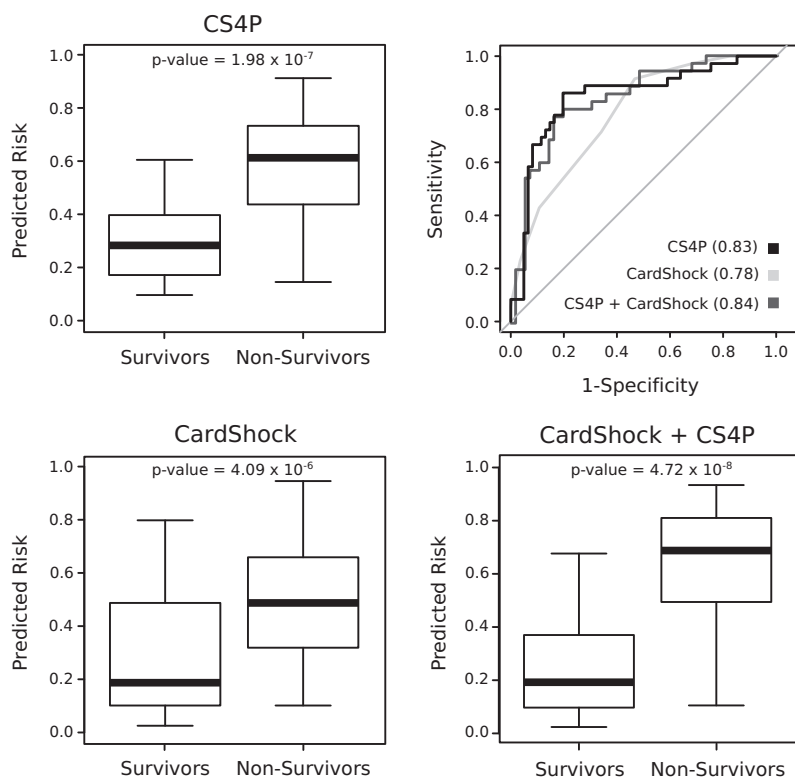 CS4P
p-value = 1.98 x 10⁻⁷
Predicted Risk
1.0
0.8
0.6
0.4
0.2
0.0
Survivors
Non-Survivors
Sensitivity
1.0
0.8
0.6
0.4
0.2
0.0
CS4P (0.83)
CardShock (0.78)
CS4P + CardShock (0.84)
0.0 0.2 0.4 0.6 0.8 1.0
1-Specificity
CardShock
p-value = 4.09 x 10⁻⁶
Predicted Risk
1.0
0.8
0.6
0.4
0.2
0.0
Survivors
Non-Survivors
CardShock + CS4P
p-value = 4.72 x 10⁻⁸
Predicted Risk
1.0
0.8
0.6
0.4
0.2
0.0
Survivors
Non-Survivors